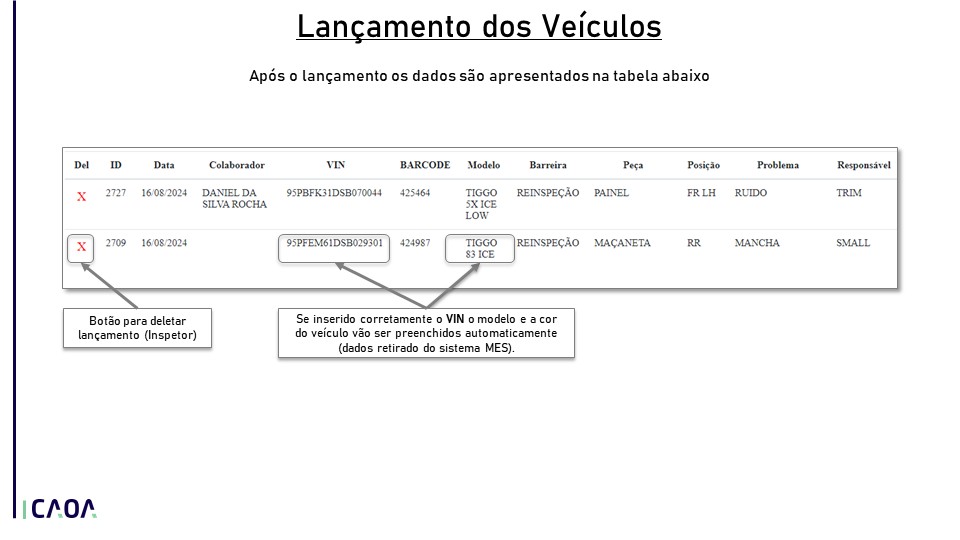 Lançamento dos Veículos
Após o lançamento os dados são apresentados na tabela abaixo
Del ID Data Colaborador VIN BARCODE Modelo Barreira Peça Posição Problema Responsável
X 2727 16/08/2024 DANIEL DA SILVA ROCHA 95PBFK31DSB070044 425464 TIGGO 5X ICE LOW REINSPEÇÃO PAINEL FR LH RUIDO TRIM
X 2709 16/08/2024 95PFEM61DSB029301 424987 TIGGO 83 ICE REINSPEÇÃO MAÇANETA RR MANCHA SMALL
Botão para deletar
lançamento (Inspetor)
Se inserido corretamente o VIN o modelo e a cor
do veículo vão ser preenchidos automaticamente
(dados retirado do sistema MES).
CAOA